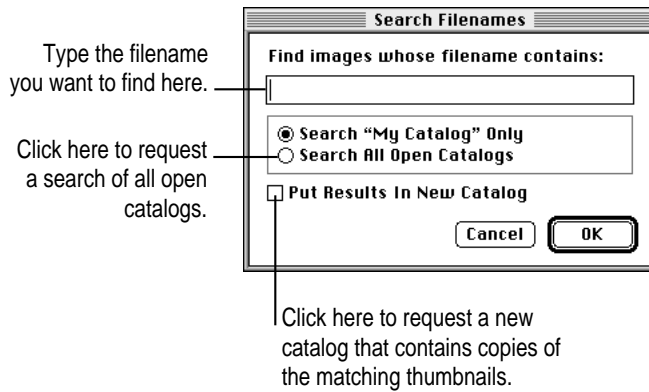 Search Filenames
Type the filename
you want to find here.
Find images whose filename contains:
Click here to request
a search of all open
catalogs.
Search “My Catalog” Only
Search All Open Catalogs
Put Results In New Catalog
Cancel
OK
Click here to request a new
catalog that contains copies of
the matching thumbnails.